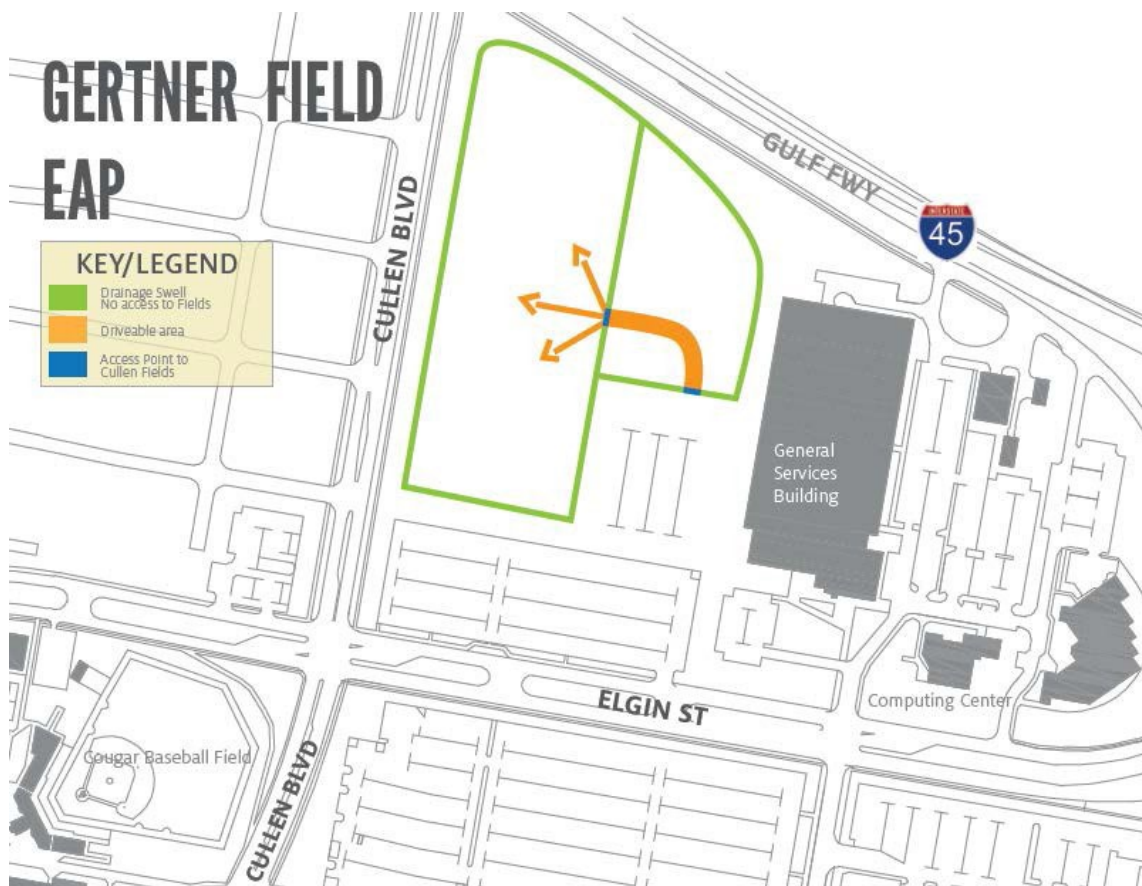 GERTNER FIELD
EAP
KEY/LEGEND
Drainage Swell
No access to Fields
Driveable area
Access Point to
Cullen Fields
CULLEN BLVD
GULF FWY
INTERSTATE
45
General
Services
Building
ELGIN ST
Computing Center
Cougar Baseball Field
CULLEN BLVD